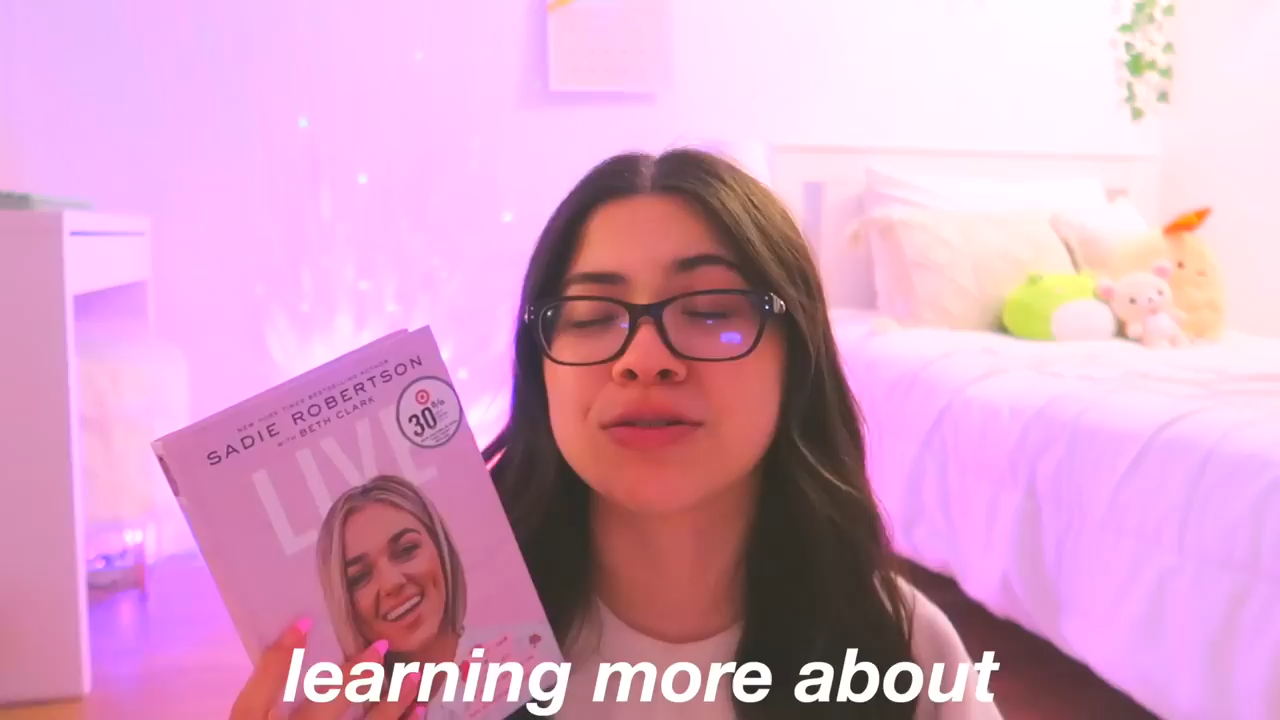 NEW YORK TIMES BESTSELLING AUTHOR
SADIE ROBERTSON
WITH BETH CLARK
30%
LIVE
learning more about